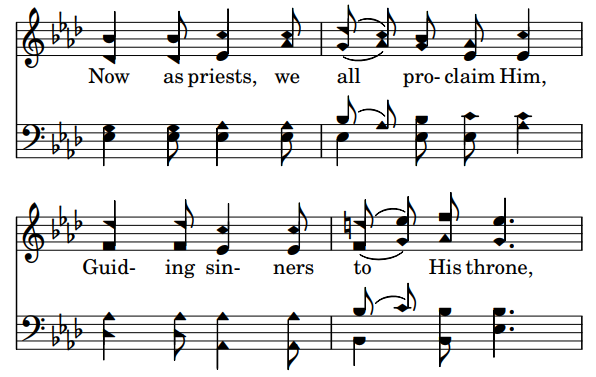 Now as priests, we all pro- claim Him,
Guid- ing sin- ners to His throne,